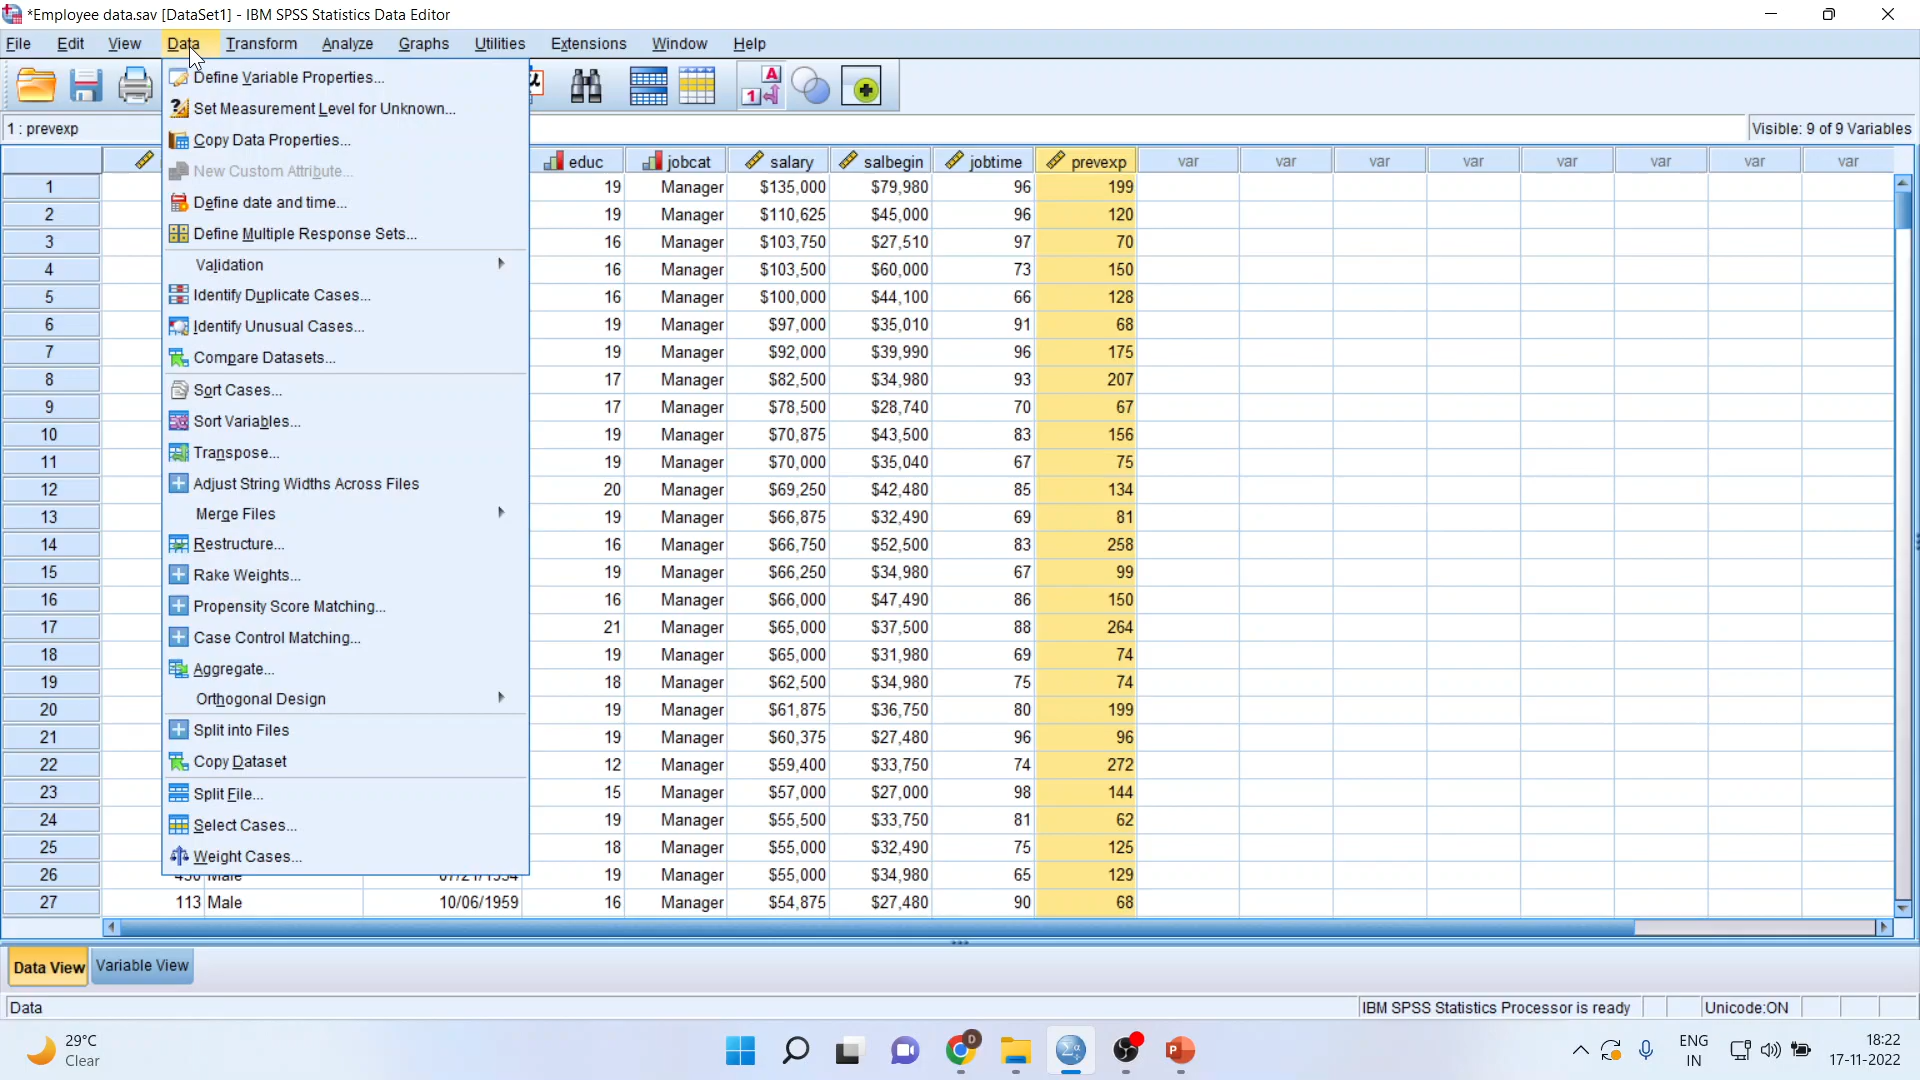 *Employee data.sav [DataSet1] - IBM SPSS Statistics Data Editor
File Edit View Data Transform Analyze Graphs Utilities Extensions Window Help
1 : prevexp
Visible: 9 of 9 Variables
Define Variable Properties...
Set Measurement Level for Unknown...
Copy Data Properties...
New Custom Attribute...
Define date and time...
Define Multiple Response Sets...
Validation
Identify Duplicate Cases...
Identify Unusual Cases...
Compare Datasets...
Sort Cases...
Sort Variables...
Transpose...
Adjust String Widths Across Files
Merge Files
Restructure...
Rake Weights...
Propensity Score Matching...
Case Control Matching...
Aggregate...
Orthogonal Design
Split into Files
Copy Dataset
Split File...
Select Cases...
Weight Cases...
educ jobcat salary salbegin jobtime prevexp var var var var var var var var
1 19 Manager $135,000 $79,980 96 199
2 19 Manager $110,625 $45,000 96 120
3 16 Manager $103,750 $27,510 97 70
4 16 Manager $103,500 $60,000 73 150
5 16 Manager $100,000 $44,100 66 128
6 19 Manager $97,000 $35,010 91 68
7 19 Manager $92,000 $39,990 96 175
8 17 Manager $82,500 $34,980 93 207
9 17 Manager $78,500 $28,740 70 67
10 19 Manager $70,875 $43,500 83 156
11 19 Manager $70,000 $35,040 67 75
12 20 Manager $69,250 $42,480 85 134
13 19 Manager $66,875 $32,490 69 81
14 16 Manager $66,750 $52,500 83 258
15 19 Manager $66,250 $34,980 67 99
16 16 Manager $66,000 $47,490 86 150
17 21 Manager $65,000 $37,500 88 264
18 19 Manager $65,000 $31,980 69 74
19 18 Manager $62,500 $34,980 75 74
20 19 Manager $61,875 $36,750 80 199
21 19 Manager $60,375 $27,480 96 96
22 12 Manager $59,400 $33,750 74 272
23 15 Manager $57,000 $27,000 98 144
24 19 Manager $55,500 $33,750 81 62
25 18 Manager $55,000 $32,490 75 125
26 19 Manager $55,000 $34,980 65 129
27 113 Male 10/06/1959 16 Manager $54,875 $27,480 90 68
Data View Variable View
Data
IBM SPSS Statistics Processor is ready
Unicode:ON
29°C
Clear
ENG
IN
18:22
17-11-2022